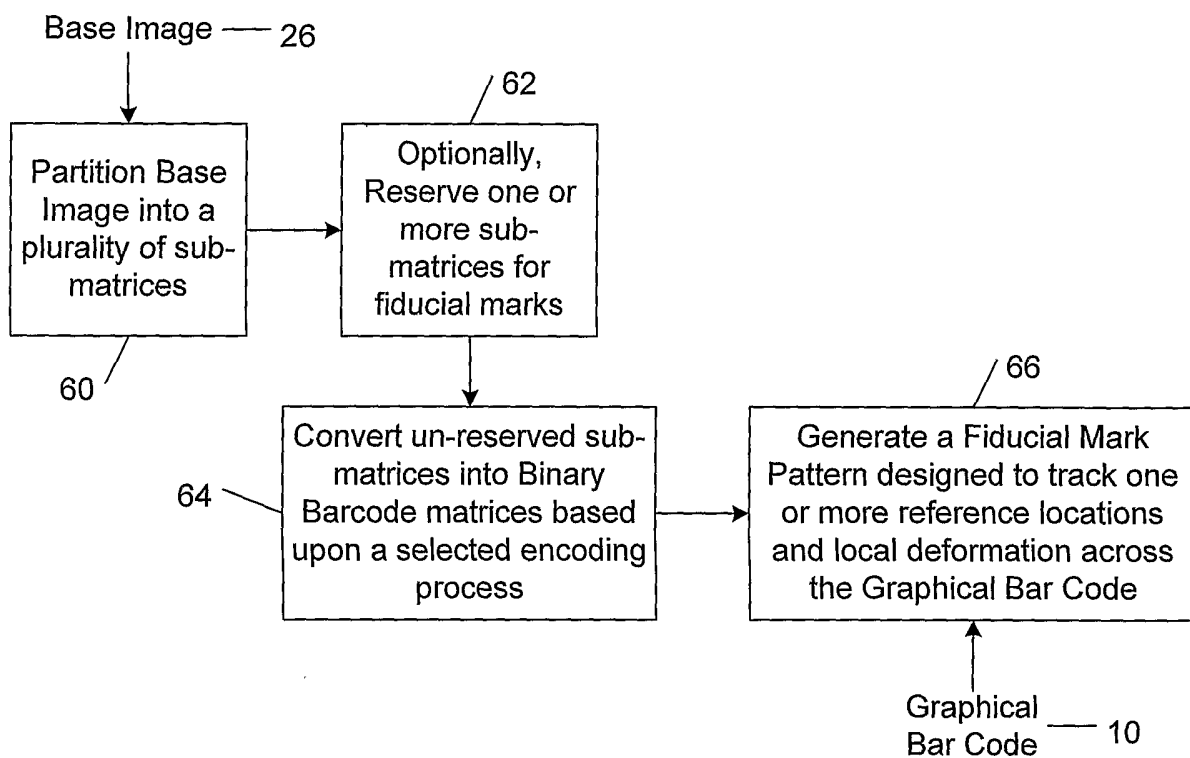 Base Image 26
Partition Base
Image into a
plurality of sub-
matrices
60
62
Optionally,
Reserve one or
more sub-
matrices for
fiducial marks
64
Convert un-reserved sub-
matrices into Binary
Barcode matrices based
upon a selected encoding
process
66
Generate a Fiducial Mark
Pattern designed to track one
or more reference locations
and local deformation across
the Graphical Bar Code
Graphical
Bar Code 10